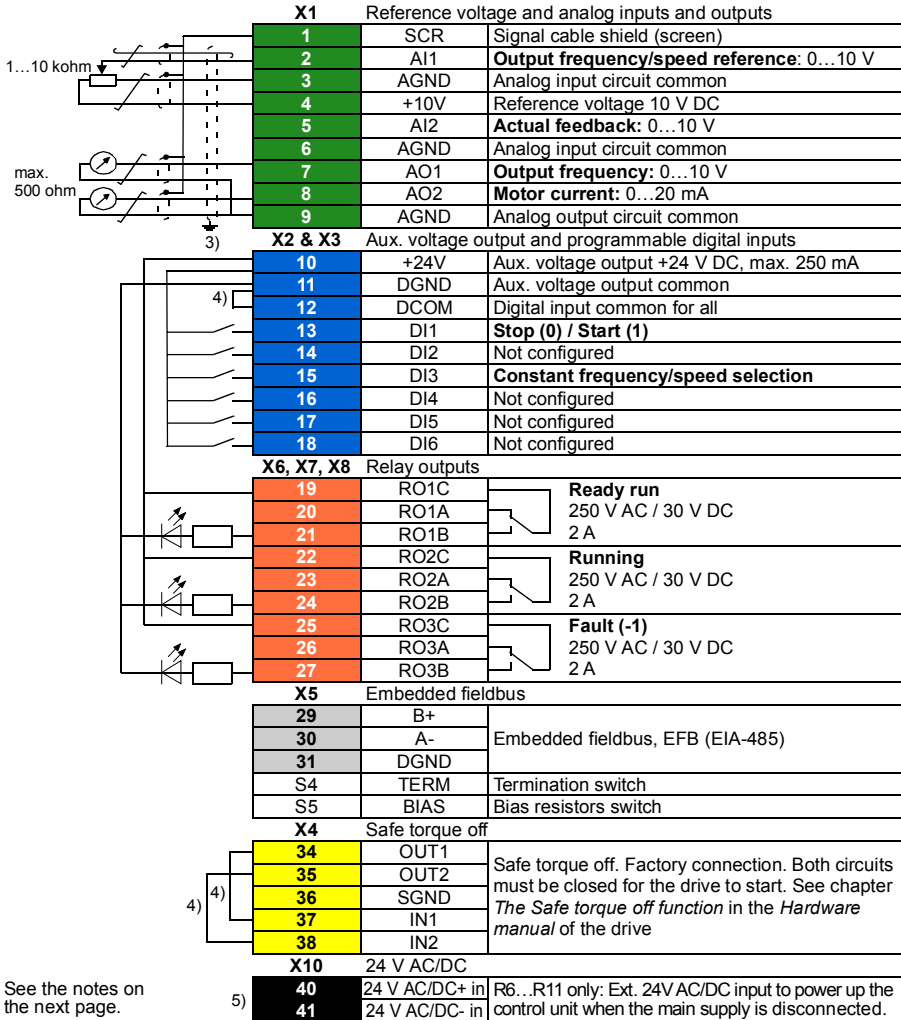 X1 Reference voltage and analog inputs and outputs
1 SCR Signal cable shield (screen)
2 AI1 Output frequency/speed reference: 0…10 V
1…10 kohm
3 AGND Analog input circuit common
4 +10V Reference voltage 10 V DC
5 AI2 Actual feedback: 0…10 V
6 AGND Analog input circuit common
max.
500 ohm
7 AO1 Output frequency: 0…10 V
8 AO2 Motor current: 0…20 mA
9 AGND Analog output circuit common
3)
X2 & X3 Aux. voltage output and programmable digital inputs
10 +24V Aux. voltage output +24 V DC, max. 250 mA
11 DGND Aux. voltage output common
4)
12 DCOM Digital input common for all
13 DI1 Stop (0) / Start (1)
14 DI2 Not configured
15 DI3 Constant frequency/speed selection
16 DI4 Not configured
17 DI5 Not configured
18 DI6 Not configured
X6, X7, X8 Relay outputs
19 RO1C Ready run
20 RO1A 250 V AC / 30 V DC
21 RO1B 2 A
22 RO2C Running
23 RO2A 250 V AC / 30 V DC
24 RO2B 2 A
25 RO3C Fault (-1)
26 RO3A 250 V AC / 30 V DC
27 RO3B 2 A
X5 Embedded fieldbus
29 B+
30 A- Embedded fieldbus, EFB (EIA-485)
31 DGND
S4 TERM Termination switch
S5 BIAS Bias resistors switch
X4 Safe torque off
34 OUT1
35 OUT2
36 SGND
37 IN1
38 IN2
Safe torque off. Factory connection. Both circuits
must be closed for the drive to start. See chapter
The Safe torque off function in the Hardware
manual of the drive
4)
4)
X10 24 V AC/DC
40 24 V AC/DC+ in R6…R11 only: Ext. 24V AC/DC input to power up the
41 24 V AC/DC- in control unit when the main supply is disconnected.
5)
See the notes on
the next page.